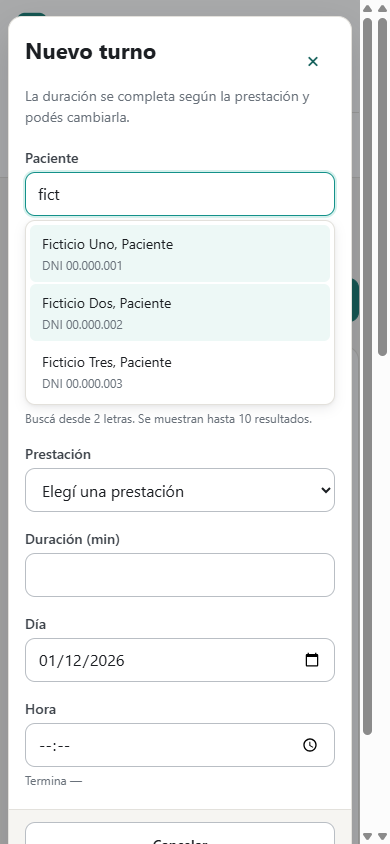 Nuevo turno
×
La duración se completa según la prestación y
podés cambiarla.
Paciente
fict
Ficticio Uno, Paciente
DNI 00.000.001
Ficticio Dos, Paciente
DNI 00.000.002
Ficticio Tres, Paciente
DNI 00.000.003
Buscá desde 2 letras. Se muestran hasta 10 resultados.
Prestación
Elegí una prestación
Duración (min)
Día
01/12/2026
Hora
--:--
Termina —
Cancelar